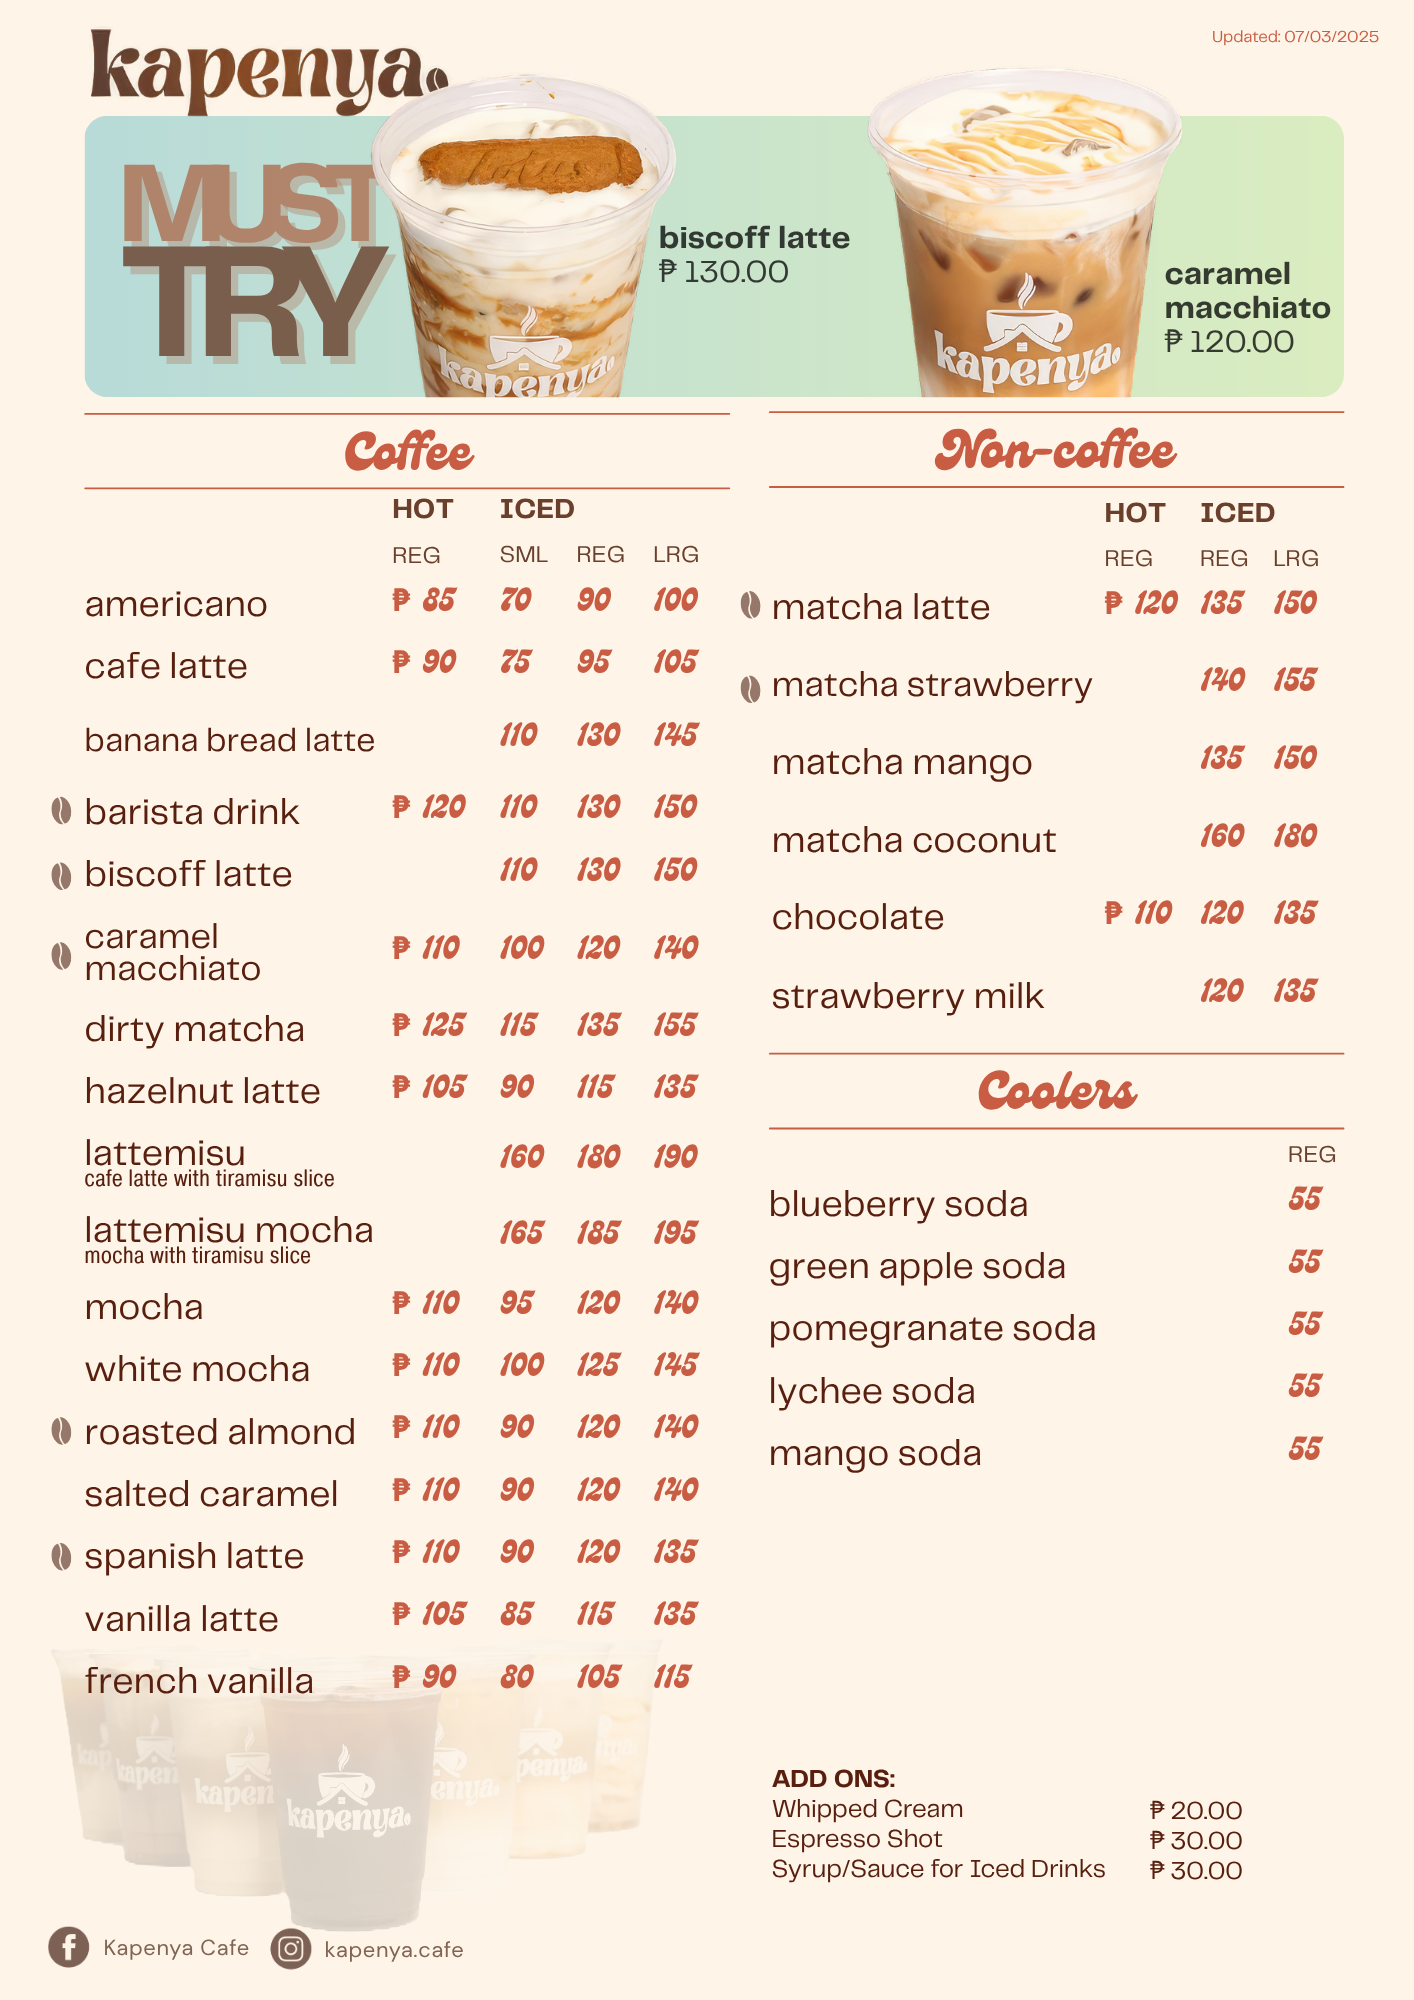 kapenya
Updated: 07/03/2025
MUST
TRY
Lotus
kapenya
biscoff latte
₱ 130.00
kapenya
caramel
macchiato
₱ 120.00
Coffee
HOT ICED
REG SML REG LRG
americano ₱ 85 70 90 100
cafe latte ₱ 90 75 95 105
banana bread latte 110 130 145
barista drink ₱ 120 110 130 150
biscoff latte 110 130 150
caramel
macchiato ₱ 110 100 120 140
dirty matcha ₱ 125 115 135 155
hazelnut latte ₱ 105 90 115 135
lattemisu 160 180 190
cafe latte with tiramisu slice
lattemisu mocha 165 185 195
mocha with tiramisu slice
mocha ₱ 110 95 120 140
white mocha ₱ 110 100 125 145
roasted almond ₱ 110 90 120 140
salted caramel ₱ 110 90 120 140
spanish latte ₱ 110 90 120 135
vanilla latte ₱ 105 85 115 135
french vanilla ₱ 90 80 105 115
Non-coffee
HOT ICED
REG REG LRG
matcha latte ₱ 120 135 150
matcha strawberry 140 155
matcha mango 135 150
matcha coconut 160 180
chocolate ₱ 110 120 135
strawberry milk 120 135
Coolers
REG
blueberry soda 55
green apple soda 55
pomegranate soda 55
lychee soda 55
mango soda 55
ADD ONS:
Whipped Cream ₱ 20.00
Espresso Shot ₱ 30.00
Syrup/Sauce for Iced Drinks ₱ 30.00
kapenya
Kapenya Cafe kapenya.cafe